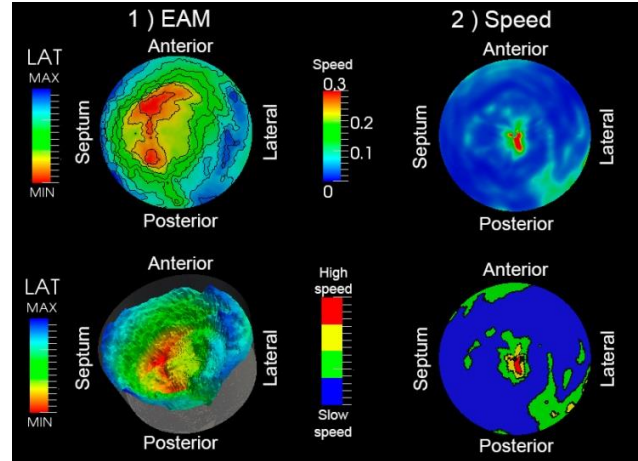 1 ) EAM
2 ) Speed
LAT
MAX
MIN
Anterior
Septum
Lateral
Posterior
Speed
0.3
0.2
0.1
0
Anterior
Septum
Lateral
Posterior
LAT
MAX
MIN
Anterior
Septum
Lateral
Posterior
High
speed
Slow
speed
Anterior
Septum
Lateral
Posterior